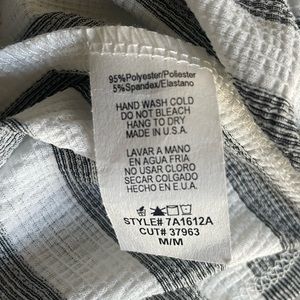 95%Polyester/Poliester
5%Spandex/Elastano
HAND WASH COLD
DO NOT BLEACH
HANG TO DRY
MADE IN U.S.A.
LAVAR A MANO
EN AGUA FRIA
NO USAR CLORO
SECAR COLGADO
HECHO EN E.U.A.
STYLE# 7A1612A
CUT# 37963
M/M